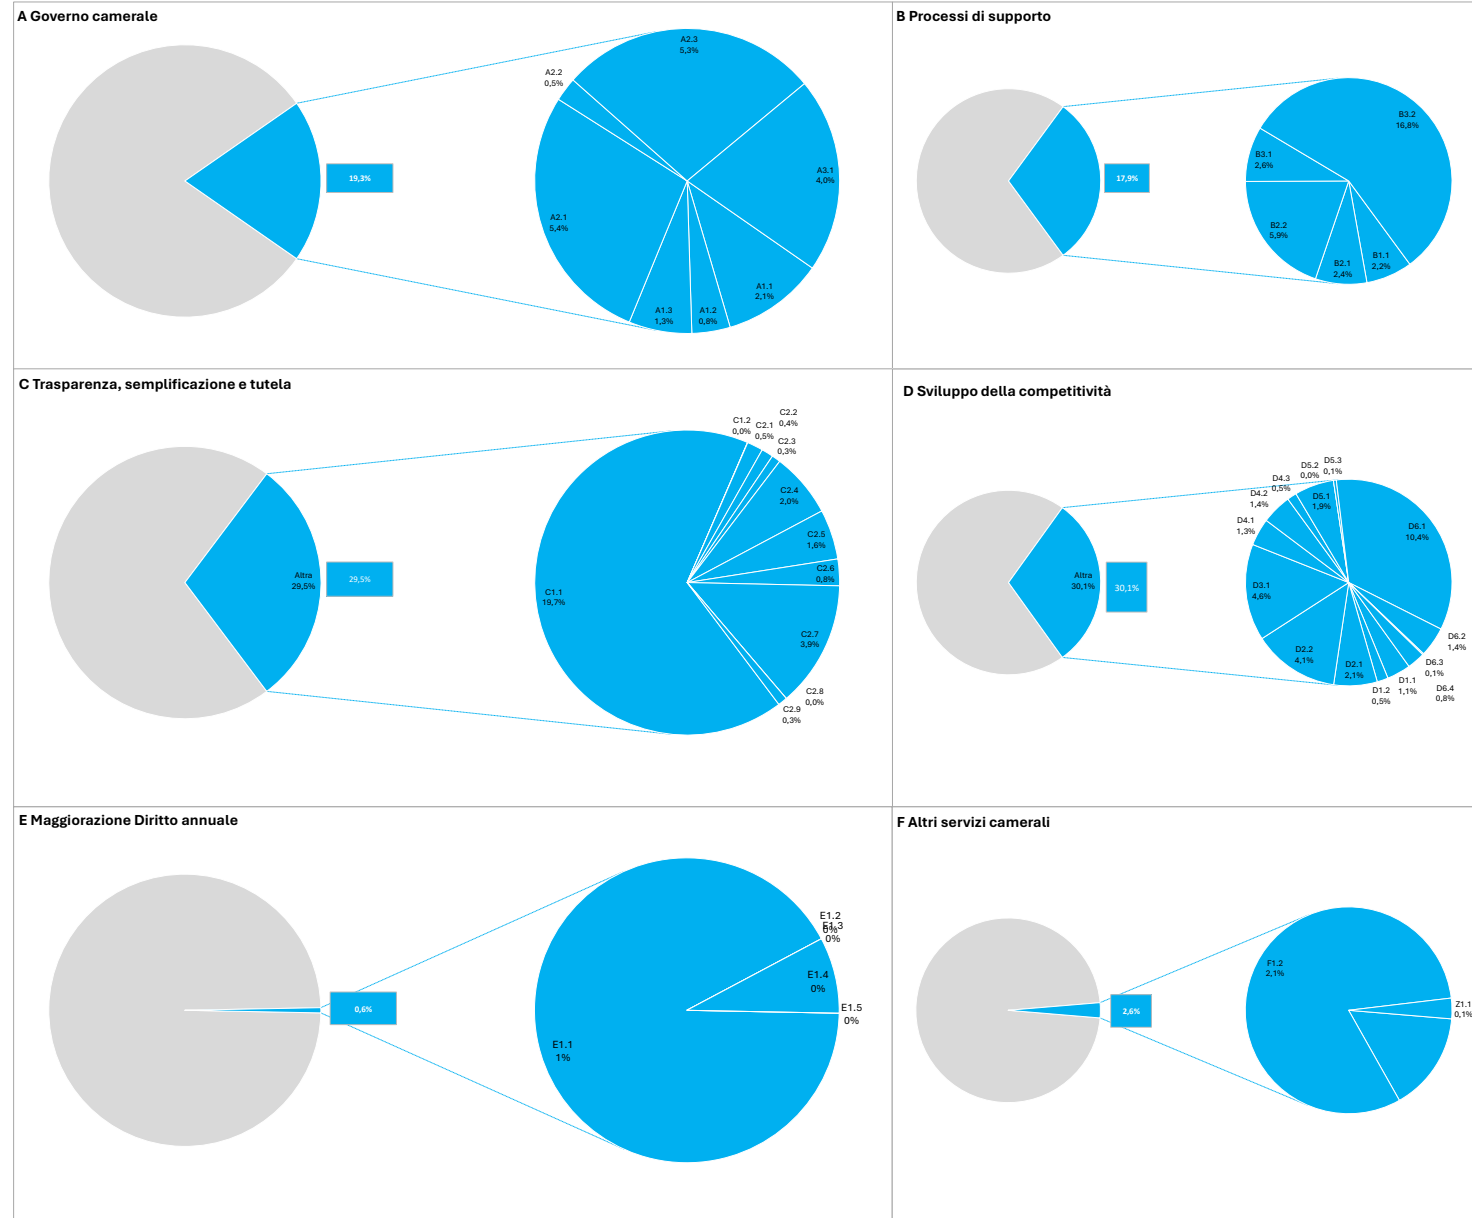 A Governo camerale
A2.3
5,3%
A2.2
0,5%
A3.1
4,0%
19,3%
A2.1
5,4%
A1.1
2,1%
A1.3
1,3%
A1.2
0,8%
B Processi di supporto
B3.2
16,8%
B3.1
2,6%
17,9%
B2.2
5,9%
B1.1
2,2%
B2.1
2,4%
C Trasparenza, semplificazione e tutela
C2.2
0,4%
C1.2
0,0%
C2.1
0,5%
C2.3
0,3%
C2.4
2,0%
C2.5
1,6%
C2.6
0,8%
Altra
29,5%
29,5%
C1.1
19,7%
C2.7
3,9%
C2.8
0,0%
C2.9
0,3%
D Sviluppo della competitività
D5.3
0,1%
D5.2
0,0%
D4.3
0,5%
D4.2
1,4%
D5.1
1,9%
D4.1
1,3%
D6.1
10,4%
Altra
30,1%
30,1%
D3.1
4,6%
D6.2
1,4%
D2.2
4,1%
D2.1
2,1%
D6.3
0,1%
D1.1
1,1%
D1.2
0,5%
D6.4
0,8%
E Maggiorazione Diritto annuale
E1.2
0%
E1.3
0%
E1.4
0%
E1.5
0%
0,6%
E1.1
1%
F Altri servizi camerali
F1.2
2,1%
Z1.1
0,1%
2,6%